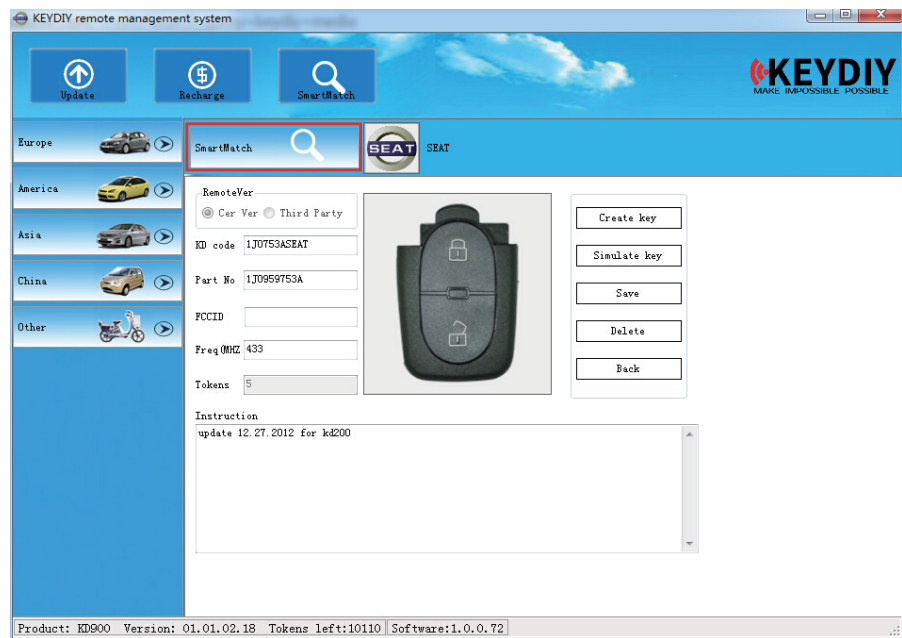 KEYDIY remote management system
Update
Recharge
SmartMatch
KEYDIY
MAKE IMPOSSIBLE POSSIBLE
Europe
America
Asia
China
Other
SmartMatch
SEAT
SEAT
RemoteVer
Cer Ver Third Party
KD code 1J0753ASEAT
Part No 1J0959753A
FCCID
Freq(MHZ 433
Tokens 5
Create key
Simulate key
Save
Delete
Back
Instruction
update 12.27.2012 for kd200
Product: KD900 Version: 01.01.02.18 Tokens left:10110 Software:1.0.0.72